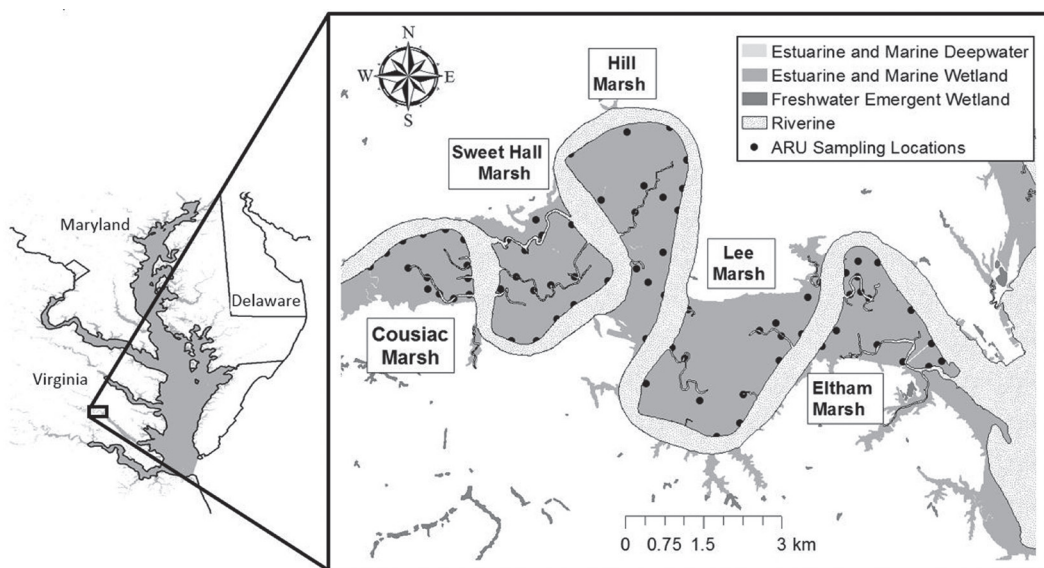 Maryland
Delaware
Virginia
N
W E
S
Hill
Marsh
Sweet Hall
Marsh
Cousiac
Marsh
Lee
Marsh
Eltham
Marsh
Estuarine and Marine Deepwater
Estuarine and Marine Wetland
Freshwater Emergent Wetland
Riverine
ARU Sampling Locations
0 0.75 1.5 3 km